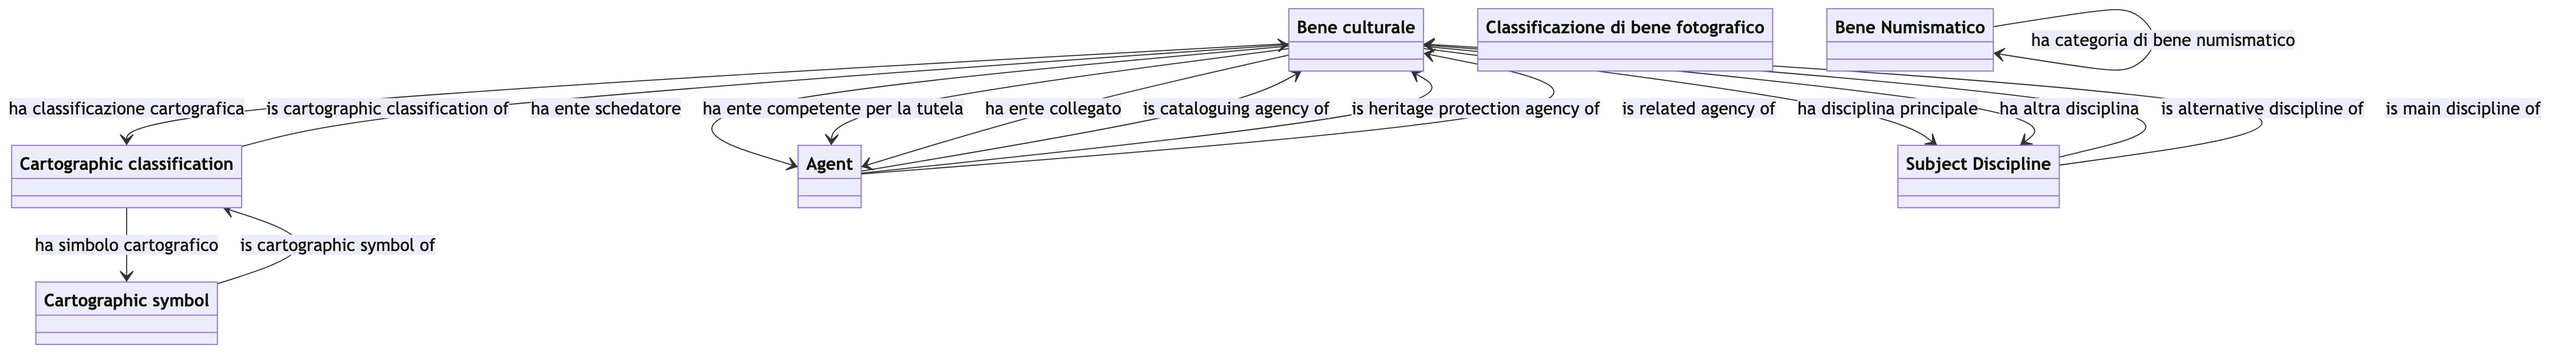 Bene culturale
Classificazione di bene fotografico
Bene Numismatico
ha categoria di bene numismatico
ha classificazione cartografica
is cartographic classification of
ha ente schedatore
ha ente competente per la tutela
ha ente collegato
is cataloguing agency of
is heritage protection agency of
is related agency of
ha disciplina principale
ha altra disciplina
is alternative discipline of
is main discipline of
Cartographic classification
Agent
Subject Discipline
ha simbolo cartografico
is cartographic symbol of
Cartographic symbol